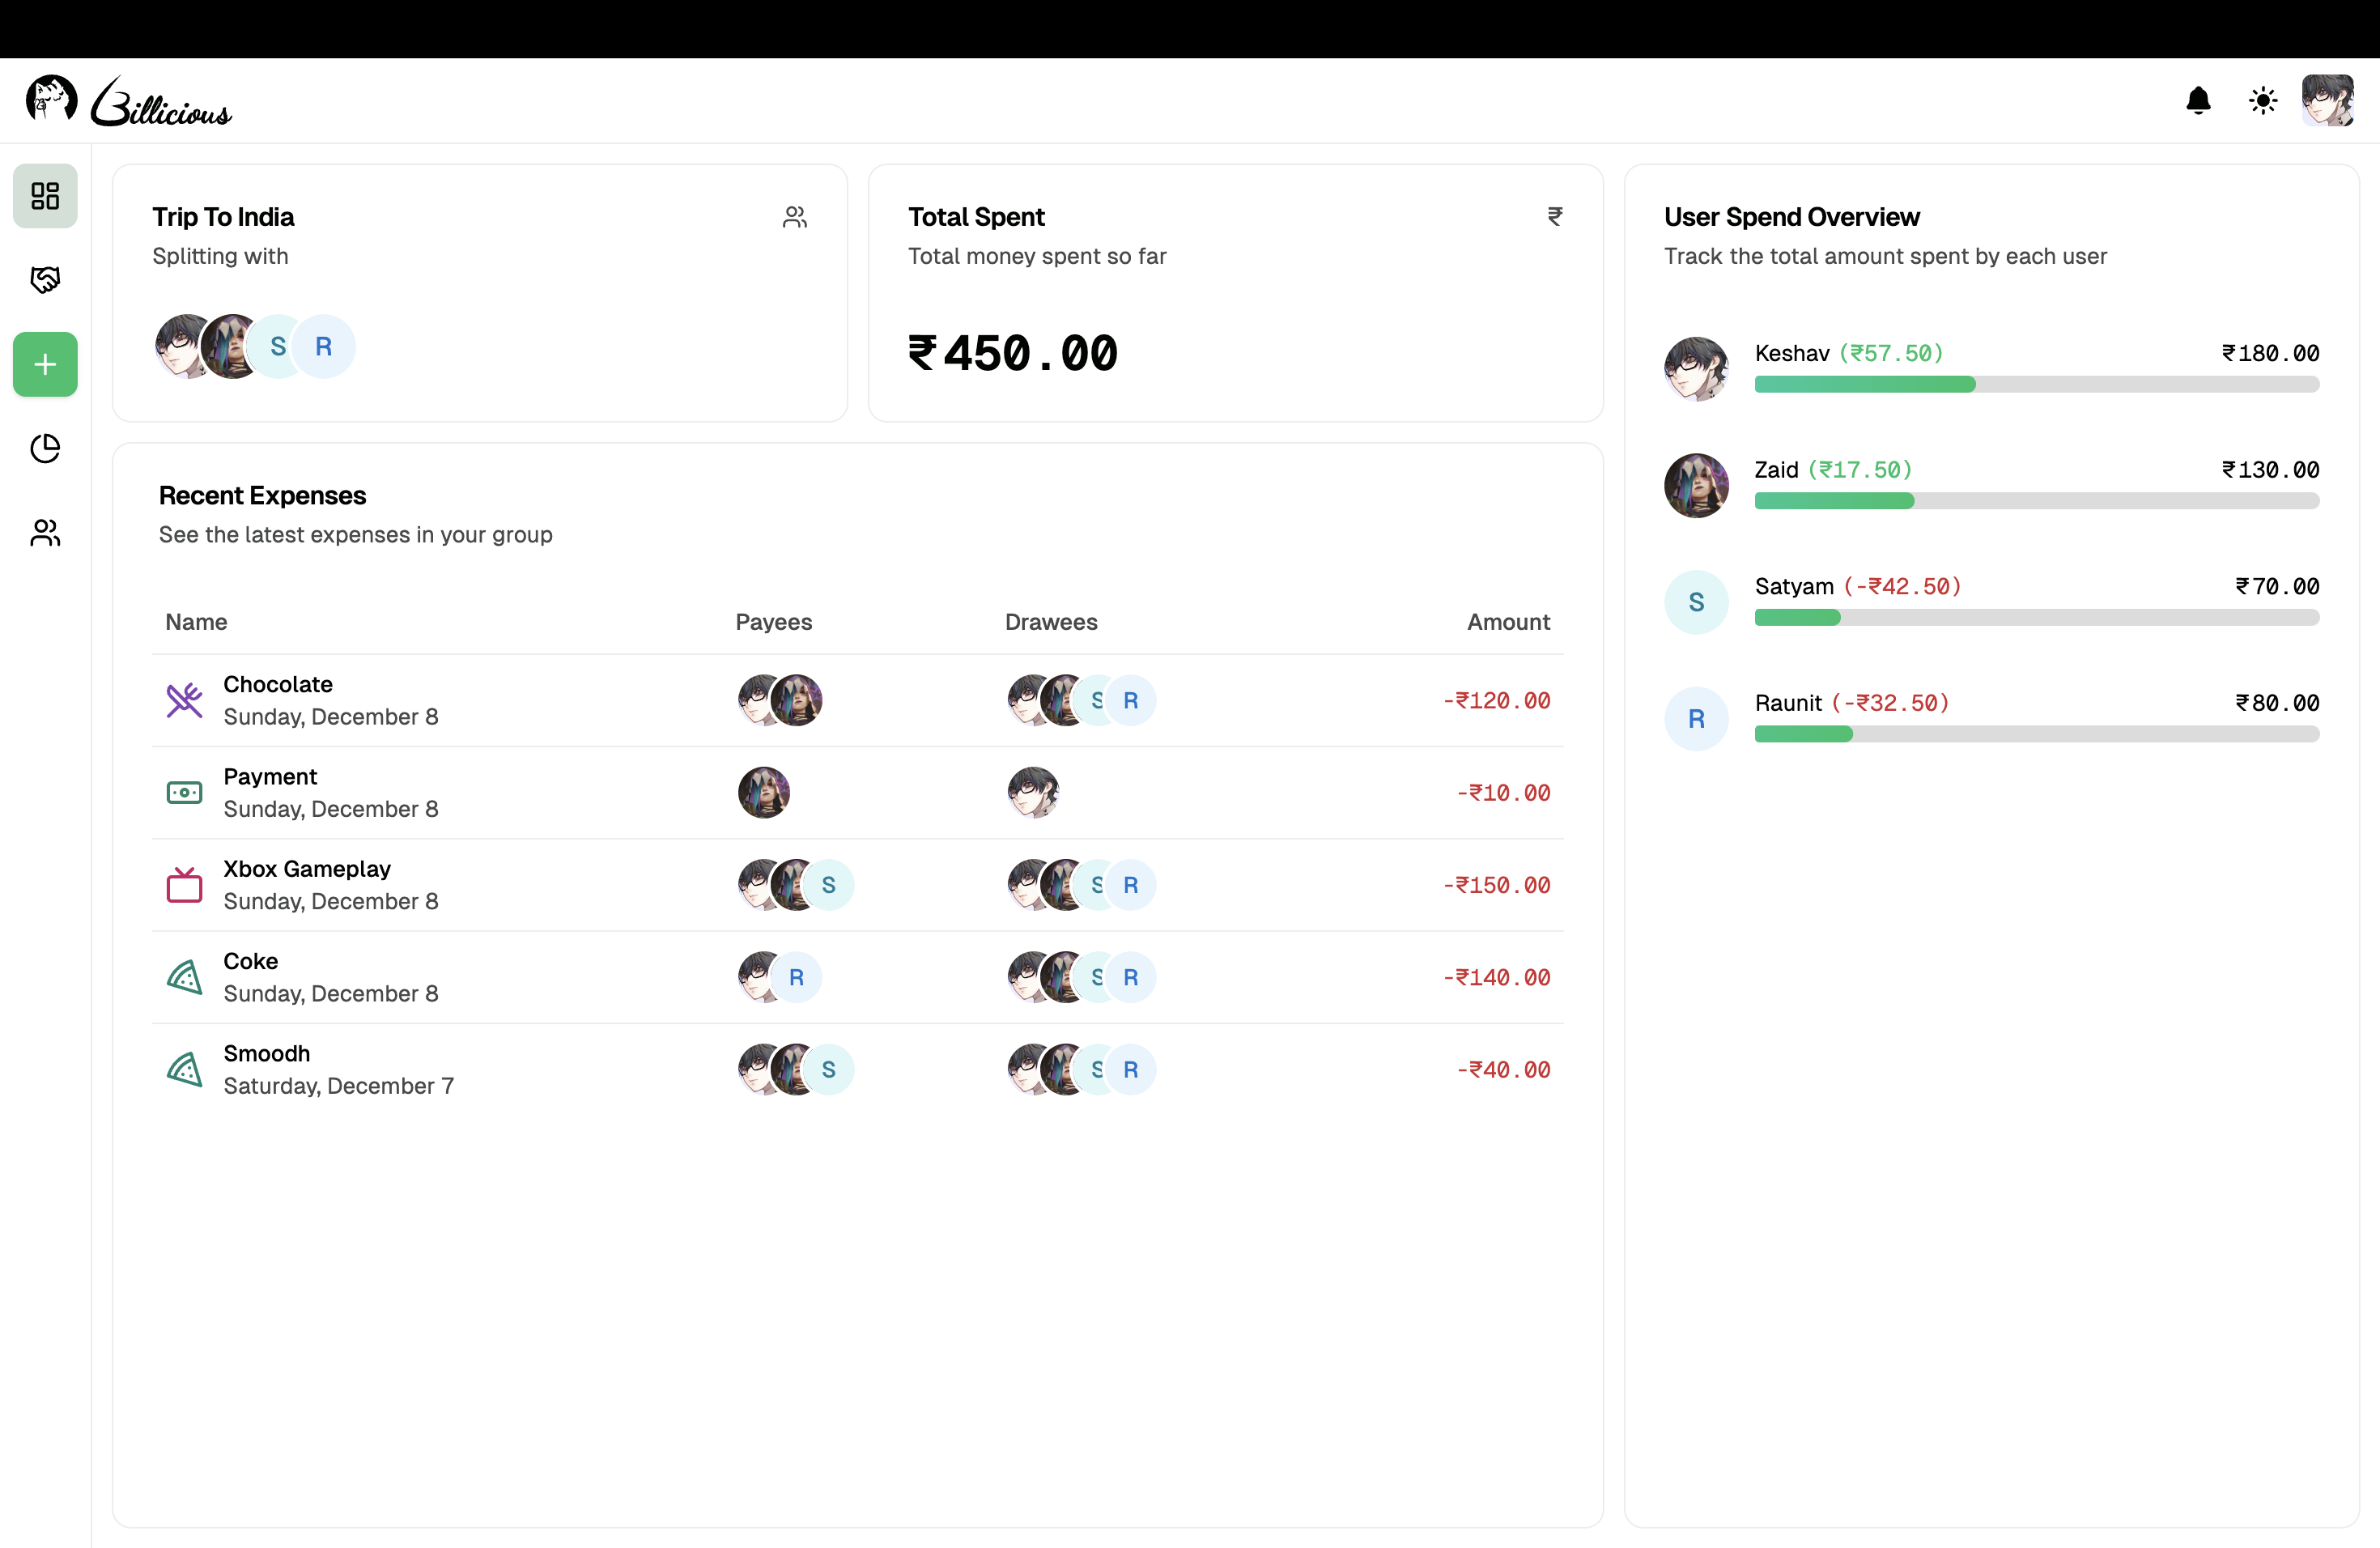 Billicious
Trip To India
Splitting with
S R
Total Spent
₹
Total money spent so far
₹450.00
Recent Expenses
See the latest expenses in your group
Name Payees Drawees Amount
Chocolate
Sunday, December 8
S R
-₹120.00
Payment
Sunday, December 8
-₹10.00
Xbox Gameplay
Sunday, December 8
S
S R
-₹150.00
Coke
Sunday, December 8
R
S R
-₹140.00
Smoodh
Saturday, December 7
S
S R
-₹40.00
User Spend Overview
Track the total amount spent by each user
Keshav (₹57.50) ₹180.00
Zaid (₹17.50) ₹130.00
S
Satyam (-₹42.50) ₹70.00
R
Raunit (-₹32.50) ₹80.00